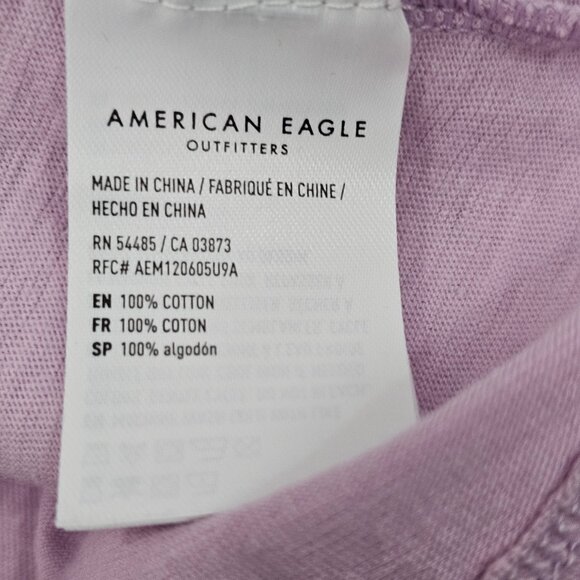 AMERICAN EAGLE
OUTFITTERS
MADE IN CHINA / FABRIQUÉ EN CHINE /
HECHO EN CHINA
RN 54485 / CA 03873
RFC# AEM120605U9A
EN 100% COTTON
FR 100% COTON
SP 100% algodón